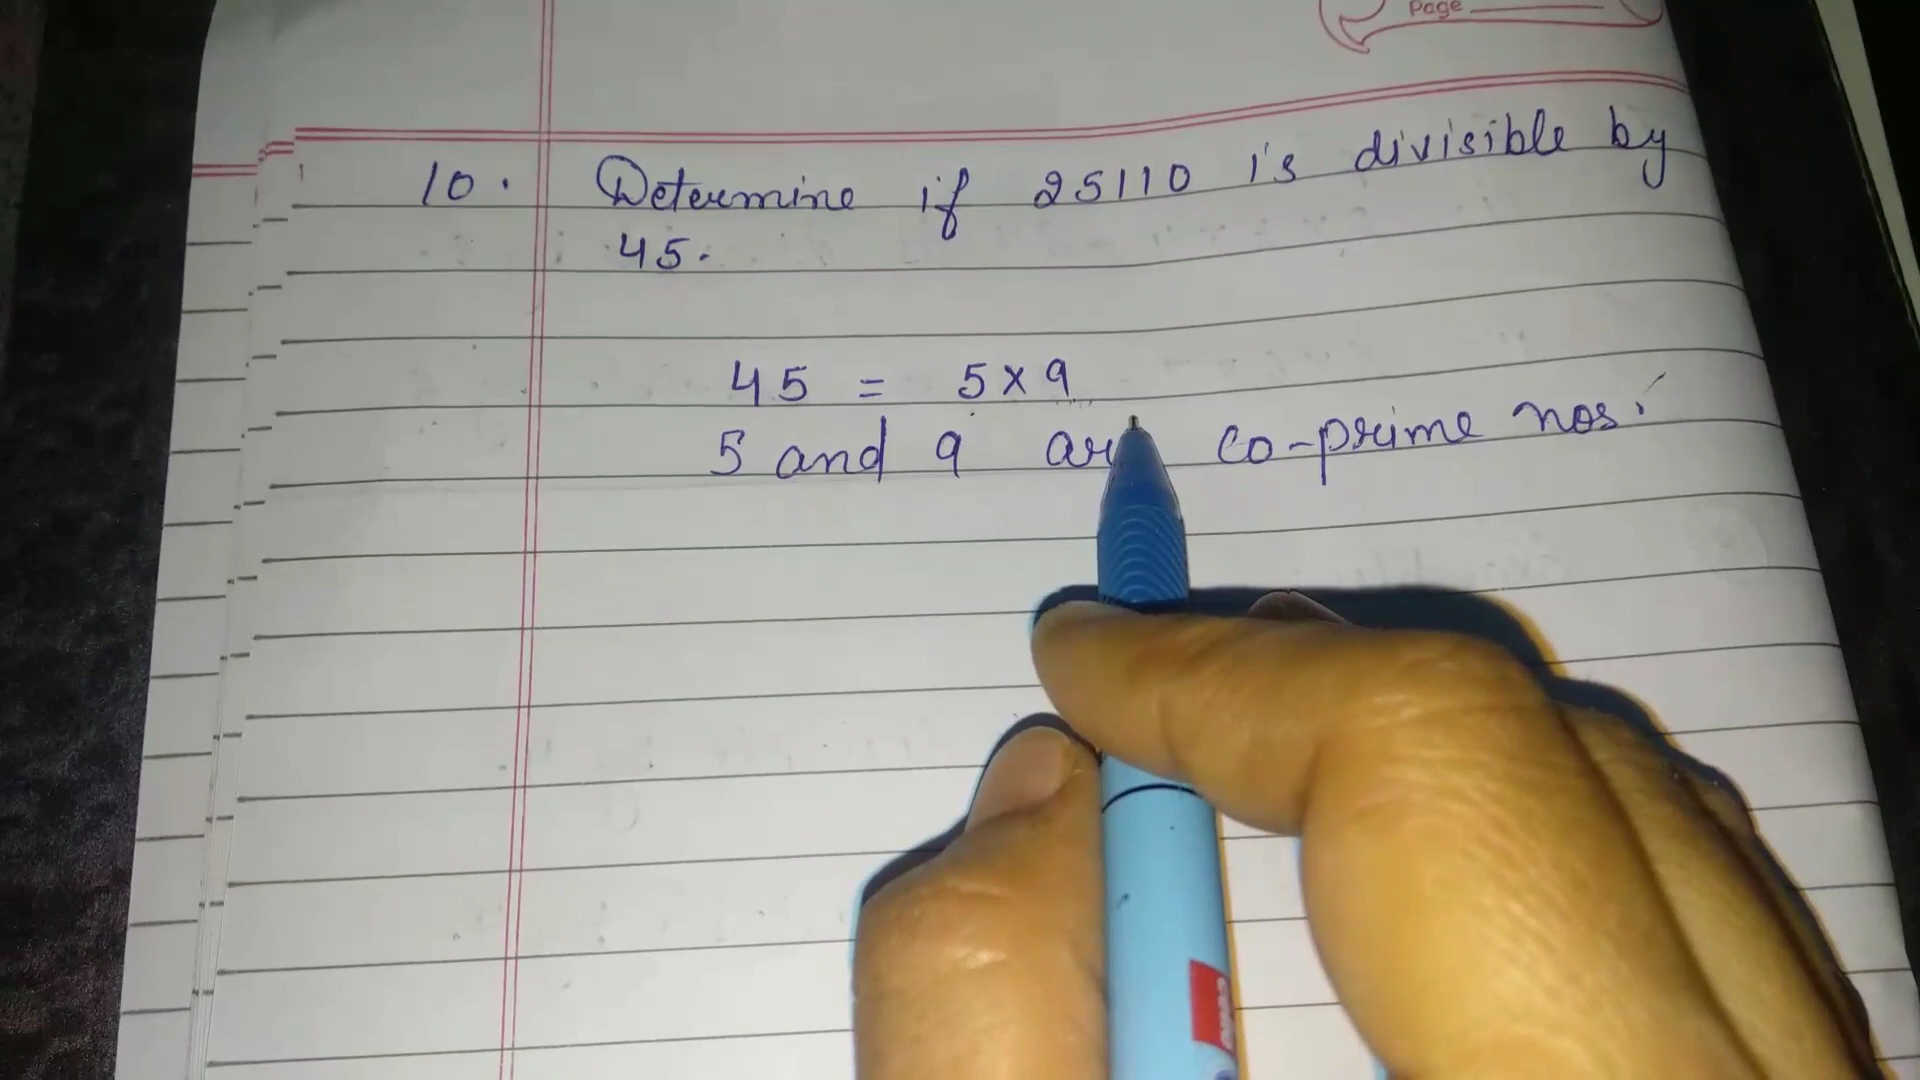 Page
10. Determine if 25110 is divisible by
45.
45 = 5 × 9
5 and 9 are co-prime nos.